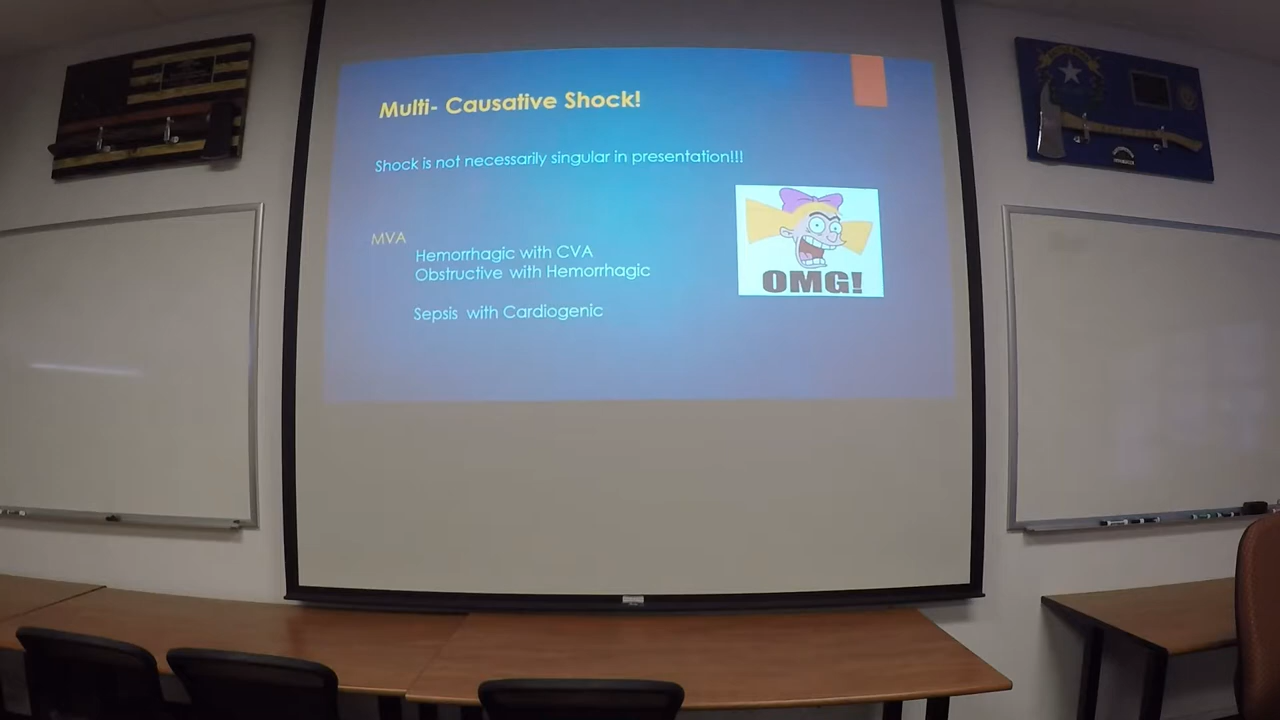 Multi- Causative Shock!
Shock is not necessarily singular in presentation!!!
MVA
Hemorrhagic with CVA
Obstructive with Hemorrhagic
Sepsis with Cardiogenic
OMG!